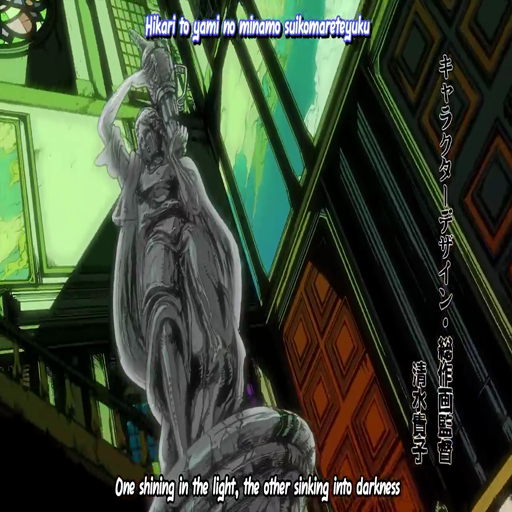 Hikari to yami no minamo suikomareteyuku
キャラクターデザイン・総作画監督
清水貴子
One shining in the light, the other sinking into darkness